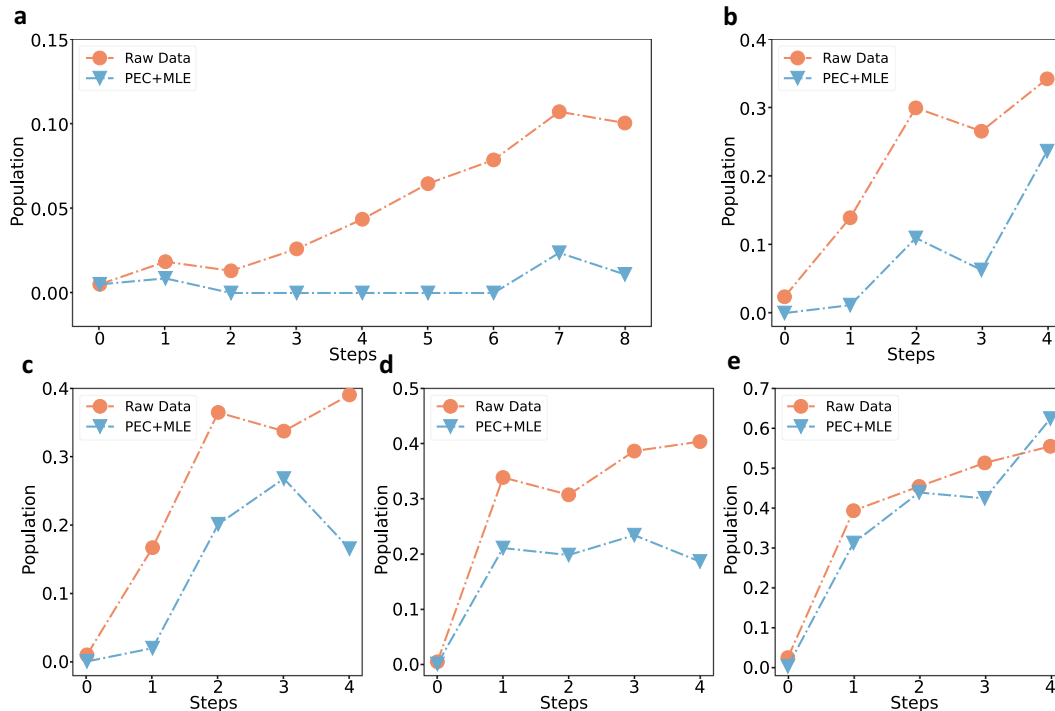 a
0.15
0.10
0.05
0.00
Population
Raw Data
PEC+MLE
0 1 2 3 4 5 6 7 8
Steps
b
0.4
0.3
0.2
0.1
0.0
Population
Raw Data
PEC+MLE
0 1 2 3 4
Steps
c
0.4
0.2
0.0
Population
Raw Data
PEC+MLE
0 1 2 3 4
Steps
d
0.5
0.4
0.3
0.2
0.1
0.0
Population
Raw Data
PEC+MLE
0 1 2 3 4
Steps
e
0.7
0.6
0.5
0.4
0.3
0.2
0.1
0.0
Population
Raw Data
PEC+MLE
0 1 2 3 4
Steps